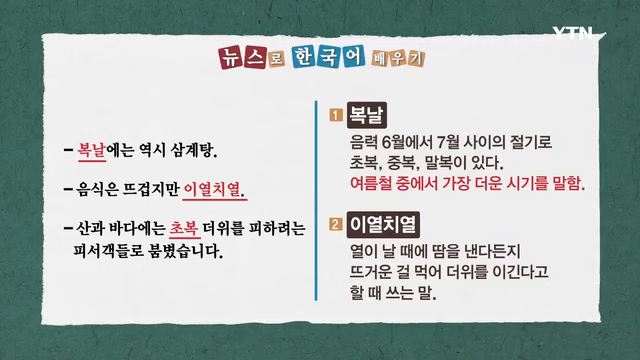 YTN
뉴스로 한국어 배우기
– 복날에는 역시 삼계탕.
– 음식은 뜨겁지만 이열치열.
– 산과 바다에는 초복 더위를 피하려는
피서객들로 붐볐습니다.
1 복날
음력 6월에서 7월 사이의 절기로
초복, 중복, 말복이 있다.
여름철 중에서 가장 더운 시기를 말함.
2 이열치열
열이 날 때에 땀을 낸다든지
뜨거운 걸 먹어 더위를 이긴다고
할 때 쓰는 말.